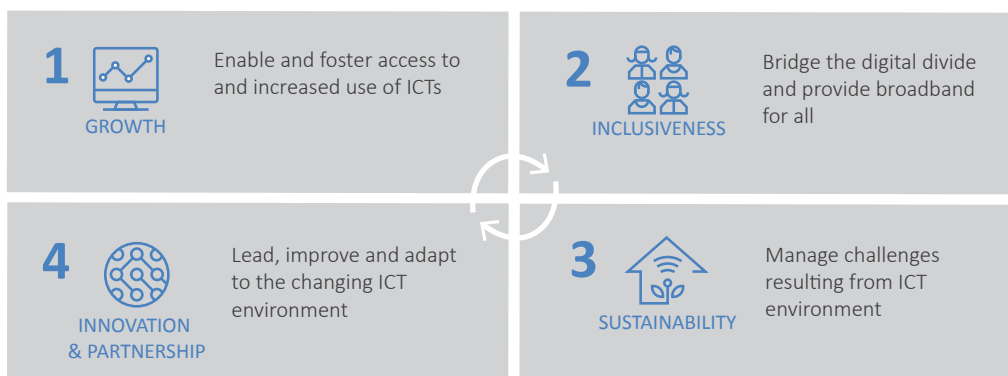 1
GROWTH
Enable and foster access to
and increased use of ICTs
2
INCLUSIVENESS
Bridge the digital divide
and provide broadband
for all
4
INNOVATION
& PARTNERSHIP
Lead, improve and adapt
to the changing ICT
environment
3
SUSTAINABILITY
Manage challenges
resulting from ICT
environment